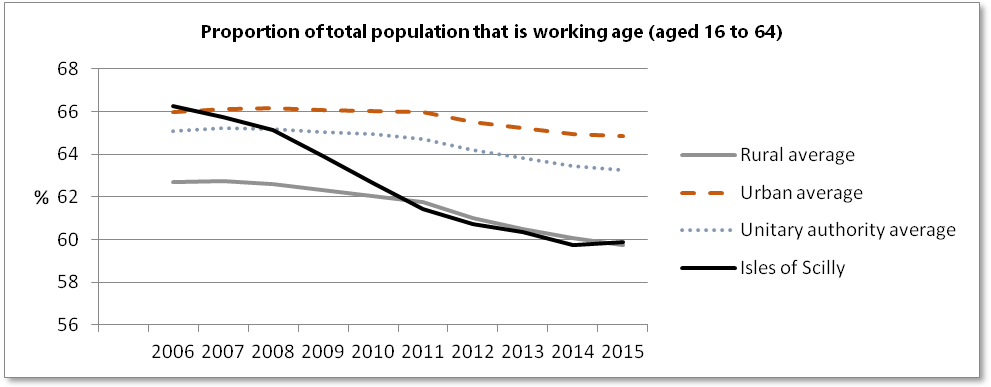 Proportion of total population that is working age (aged 16 to 64)
68
66
64
62
60
58
56
%
2006 2007 2008 2009 2010 2011 2012 2013 2014 2015
Rural average
Urban average
Unitary authority average
Isles of Scilly